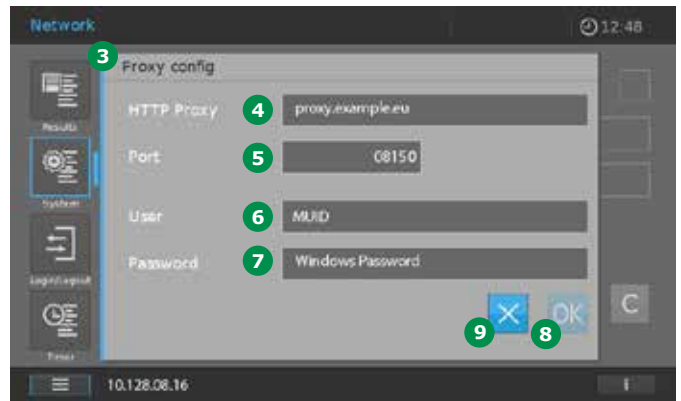 Network
12:48
3
Proxy config
HTTP Proxy 4 proxy.example.eu
Results
Port 5 08150
System
User 6 MUID
Password 7 Windows Password
Login/Logout
OK C
9 8
Timer
10.128.08.16 i